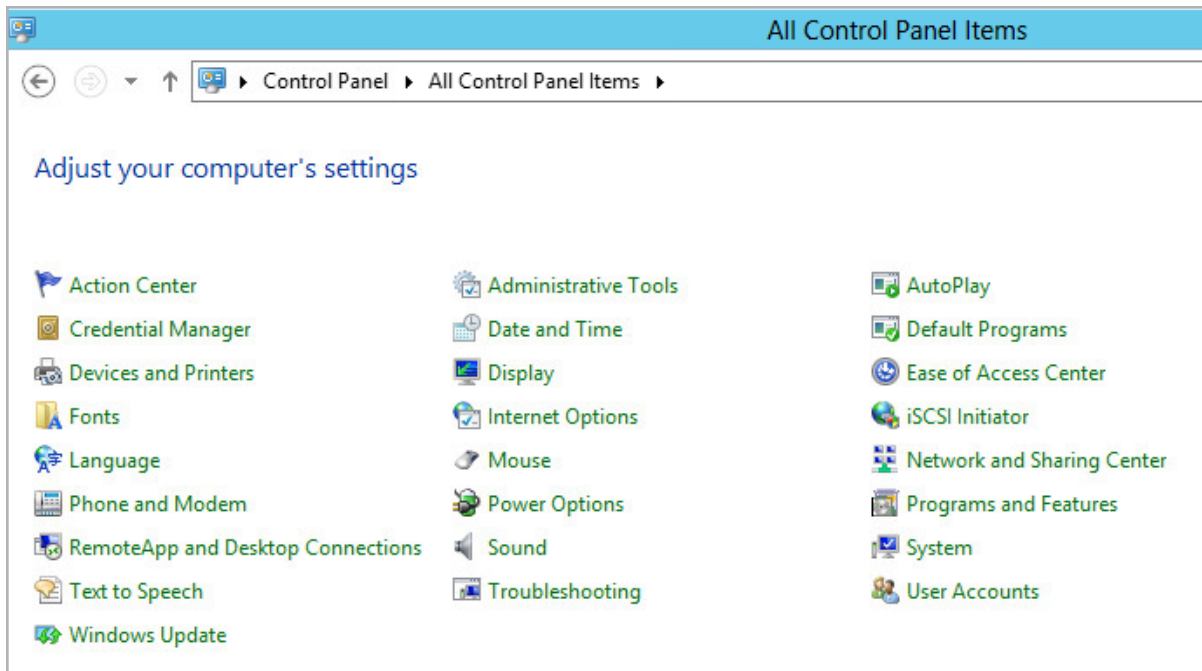 All Control Panel Items
Control Panel All Control Panel Items
Adjust your computer's settings
Action Center Administrative Tools AutoPlay
Credential Manager Date and Time Default Programs
Devices and Printers Display Ease of Access Center
Fonts Internet Options iSCSI Initiator
Language Mouse Network and Sharing Center
Phone and Modem Power Options Programs and Features
RemoteApp and Desktop Connections Sound System
Text to Speech Troubleshooting User Accounts
Windows Update